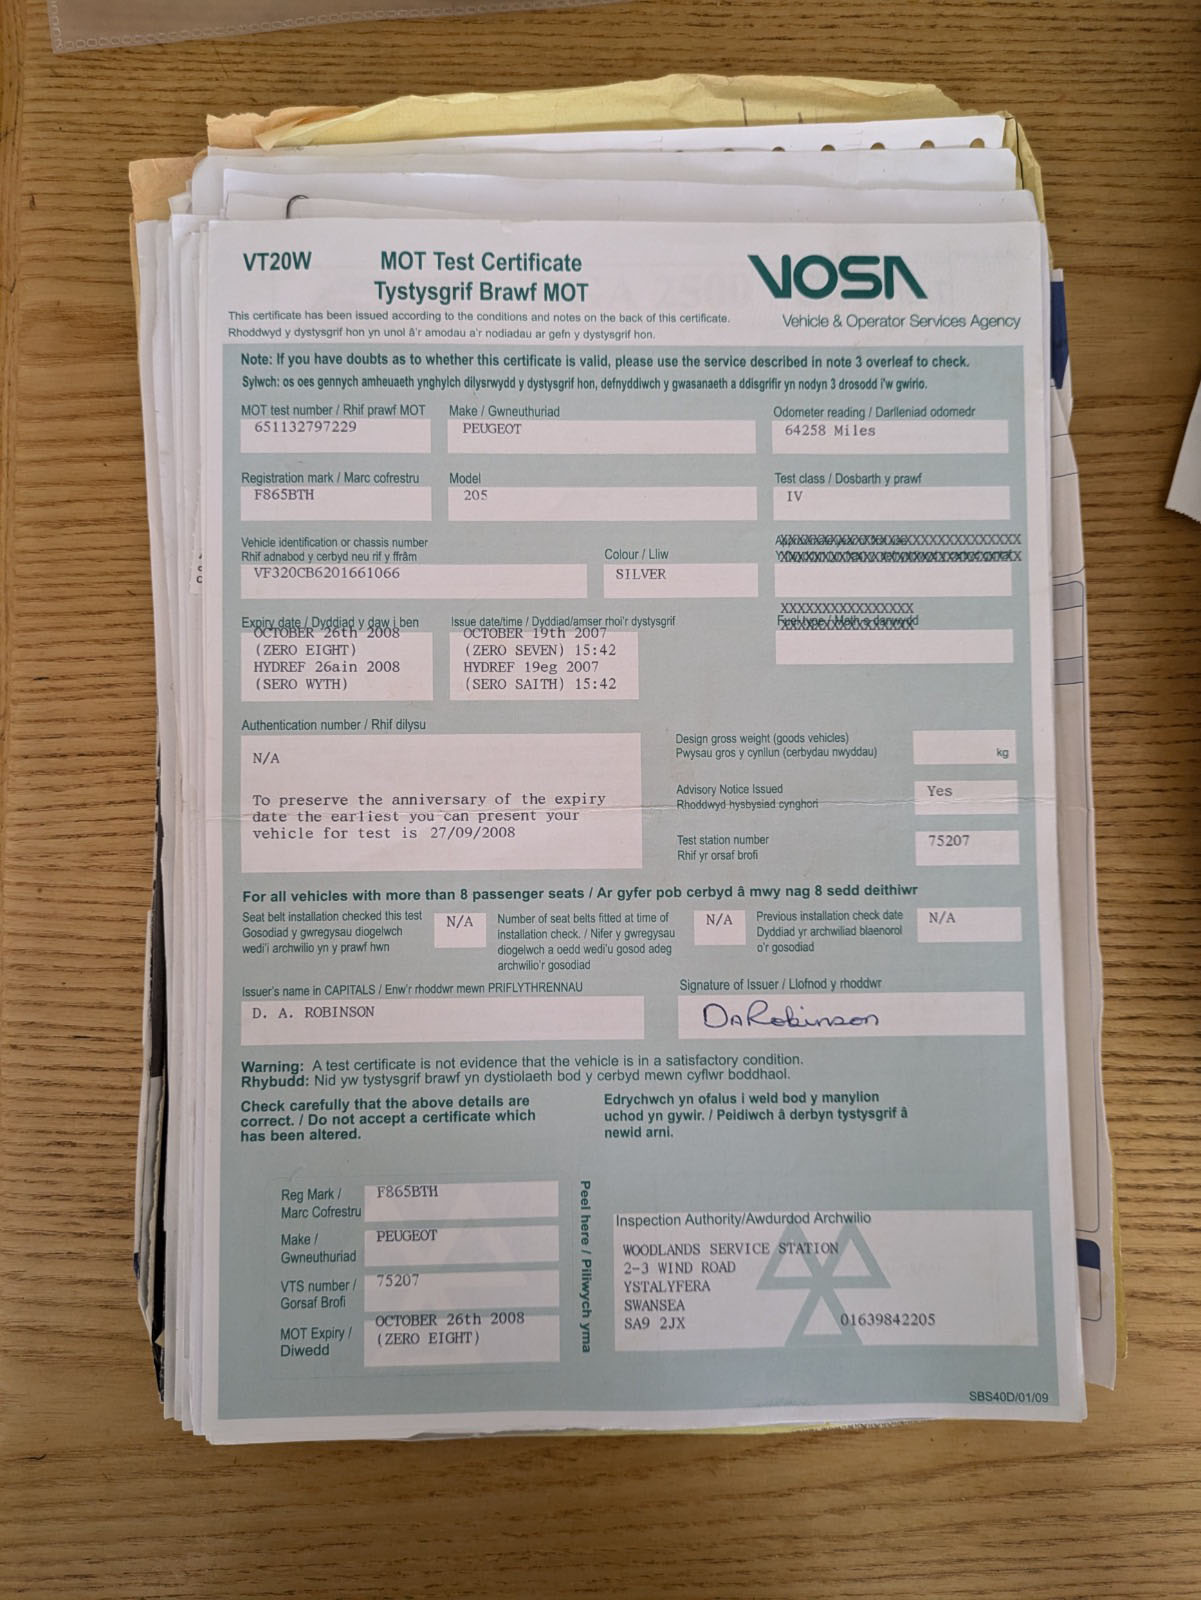 VT20W
MOT Test Certificate
Tystysgrif Brawf MOT
VOSA
Vehicle & Operator Services Agency
This certificate has been issued according to the conditions and notes on the back of this certificate.
Rhoddwyd y dystysgrif hon yn unol â'r amodau a'r nodiadau ar gefn y dystysgrif hon.
Note: If you have doubts as to whether this certificate is valid, please use the service described in note 3 overleaf to check.
Sylwch: os oes gennych amheuaeth ynghylch dilysrwydd y dystysgrif hon, defnyddiwch y gwasanaeth a ddisgrifir yn nodyn 3 drosodd i'w gwirio.
MOT test number / Rhif prawf MOT
651132797229
Make / Gwneuthuriad
PEUGEOT
Odometer reading / Darlleniad odomedr
64258 Miles
Registration mark / Marc cofrestru
F865BTH
Model
205
Test class / Dosbarth y prawf
IV
Vehicle identification or chassis number
Rhif adnabod y cerbyd neu rif y ffrâm
VF320CB6201661066
Colour / Lliw
SILVER
XXXXXXXXXXXXXXXX
Fuel type / Math o danwydd
Expiry date / Dyddiad y daw i ben
OCTOBER 26th 2008
(ZERO EIGHT)
HYDREF 26ain 2008
(SERO WYTH)
Issue date/time / Dyddiad/amser rhoi'r dystysgrif
OCTOBER 19th 2007
(ZERO SEVEN) 15:42
HYDREF 19eg 2007
(SERO SAITH) 15:42
Authentication number / Rhif dilysu
N/A
To preserve the anniversary of the expiry
date the earliest you can present your
vehicle for test is 27/09/2008
Design gross weight (goods vehicles)
Pwysau gros y cynllun (cerbydau nwyddau)
kg
Advisory Notice Issued
Rhoddwyd hysbysiad cynghori
Yes
Test station number
Rhif yr orsaf brofi
75207
For all vehicles with more than 8 passenger seats / Ar gyfer pob cerbyd â mwy nag 8 sedd deithiwr
Seat belt installation checked this test
Gosodiad y gwregysau diogelwch
wedi'i archwilio yn y prawf hwn
N/A
Number of seat belts fitted at time of
installation check. / Nifer y gwregysau
diogelwch a oedd wedi'u gosod adeg
archwilio'r gosodiad
N/A
Previous installation check date
Dyddiad yr archwiliad blaenorol
o'r gosodiad
N/A
Issuer's name in CAPITALS / Enw'r rhoddwr mewn PRIFLYTHRENNAU
D. A. ROBINSON
Signature of Issuer / Llofnod y rhoddwr
DARobinson
Warning: A test certificate is not evidence that the vehicle is in a satisfactory condition.
Rhybudd: Nid yw tystysgrif brawf yn dystiolaeth bod y cerbyd mewn cyflwr boddhaol.
Check carefully that the above details are
correct. / Do not accept a certificate which
has been altered.
Edrychwch yn ofalus i weld bod y manylion
uchod yn gywir. / Peidiwch â derbyn tystysgrif â
newid arni.
Reg Mark /
Marc Cofrestru
F865BTH
Make /
Gwneuthuriad
PEUGEOT
VTS number /
Gorsaf Brofi
75207
MOT Expiry /
Diwedd
OCTOBER 26th 2008
(ZERO EIGHT)
Peel here / Piliwych yma
Inspection Authority/Awdurdod Archwilio
WOODLANDS SERVICE STATION
2-3 WIND ROAD
YSTALYFERA
SWANSEA
SA9 2JX
01639842205
SBS40D/01/09